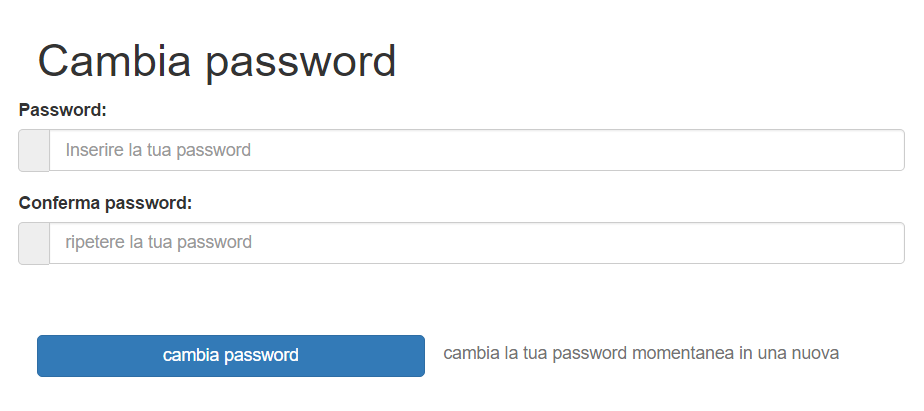 Cambia password
Password:
Inserire la tua password
Conferma password:
ripetere la tua password
cambia password cambia la tua password momentanea in una nuova